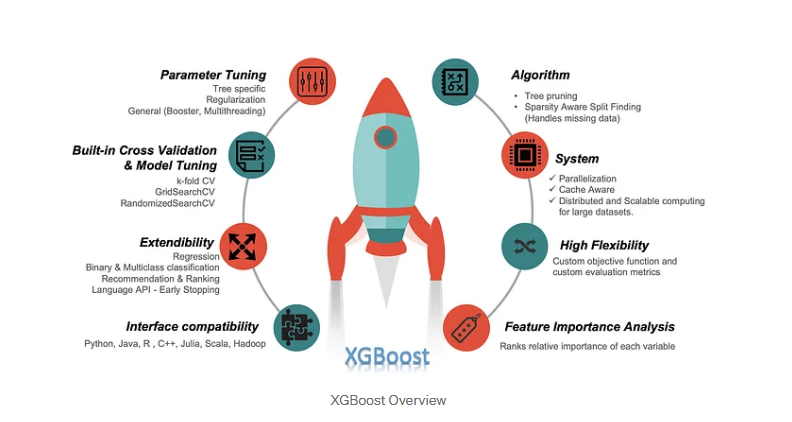 Parameter Tuning
Tree specific
Regularization
General (Booster, Multithreading)
Built-in Cross Validation
& Model Tuning
k-fold CV
GridSearchCV
RandomizedSearchCV
Extendibility
Regression
Binary & Multiclass classification
Recommendation & Ranking
Language API - Early Stopping
Interface compatibility
Python, Java, R , C++, Julia, Scala, Hadoop
Algorithm
• Tree pruning
• Sparsity Aware Split Finding
(Handles missing data)
System
✓ Parallelization
✓ Cache Aware
✓ Distributed and Scalable computing
for large datasets.
High Flexibility
Custom objective function and
custom evaluation metrics
Feature Importance Analysis
Ranks relative importance of each variable
XGBoost
XGBoost Overview